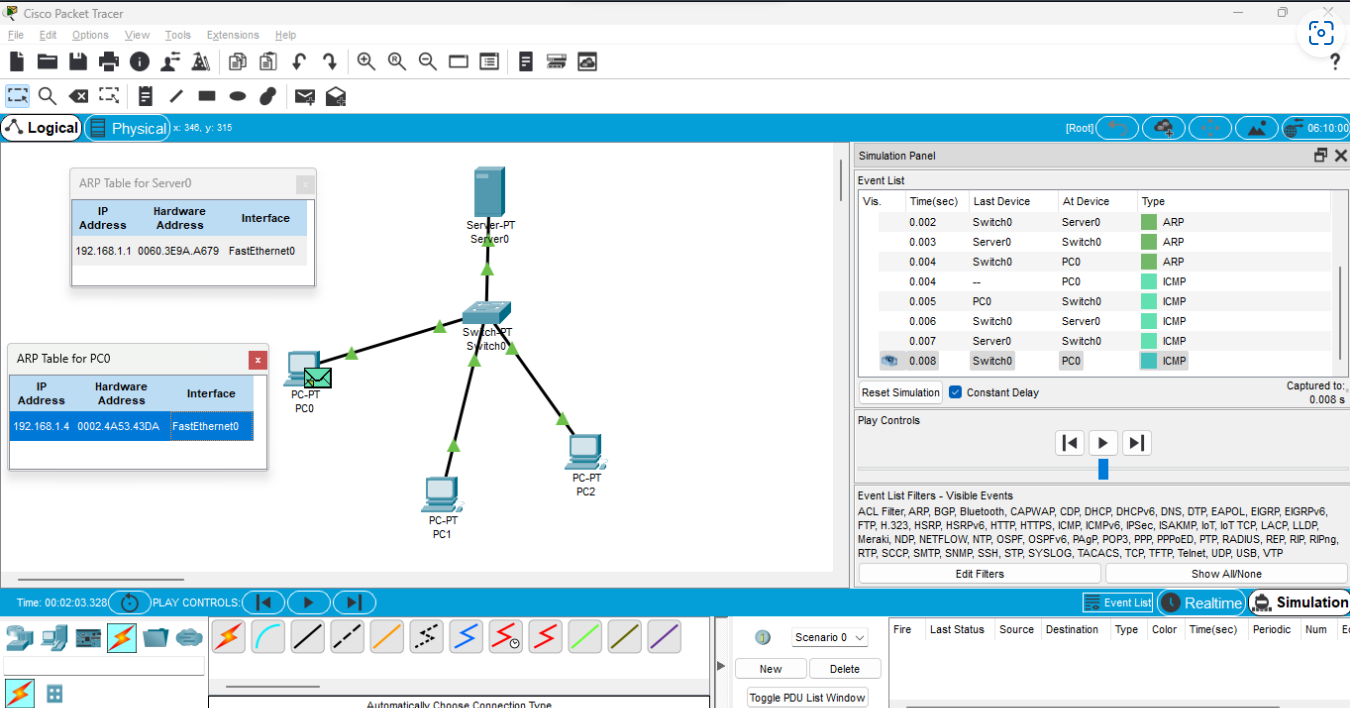 Cisco Packet Tracer
File Edit Options View Tools Extensions Help
?
Logical Physical x: 346, y: 315 [Root] 06:10:00
ARP Table for Server0 x
IP Address Hardware Address Interface
192.168.1.1 0060.3E9A.A679 FastEthernet0
Server-PT
Server0
Switch-PT
Switch0
ARP Table for PC0 x
IP Address Hardware Address Interface
192.168.1.4 0002.4A53.43DA FastEthernet0
PC-PT
PC0
PC-PT
PC2
PC-PT
PC1
Simulation Panel
Event List
Vis. Time(sec) Last Device At Device Type
0.002 Switch0 Server0 ARP
0.003 Server0 Switch0 ARP
0.004 Switch0 PC0 ARP
0.004 -- PC0 ICMP
0.005 PC0 Switch0 ICMP
0.006 Switch0 Server0 ICMP
0.007 Server0 Switch0 ICMP
0.008 Switch0 PC0 ICMP
Reset Simulation Constant Delay Captured to:
0.008 s
Play Controls
Event List Filters - Visible Events
ACL Filter, ARP, BGP, Bluetooth, CAPWAP, CDP, DHCP, DHCPv6, DNS, DTP, EAPOL, EIGRP, EIGRPv6,
FTP, H.323, HSRP, HSRPv6, HTTP, HTTPS, ICMP, ICMPv6, IPSec, ISAKMP, IoT, IoT TCP, LACP, LLDP,
Meraki, NDP, NETFLOW, NTP, OSPF, OSPFv6, PAgP, POP3, PPP, PPPoED, PTP, RADIUS, REP, RIP, RIPng,
RTP, SCCP, SMTP, SNMP, SSH, STP, SYSLOG, TACACS, TCP, TFTP, Telnet, UDP, USB, VTP
Edit Filters Show All/None
Time: 00:02:03.328 PLAY CONTROLS: Event List Realtime Simulation
1 Scenario 0
New Delete
Toggle PDU List Window
Fire Last Status Source Destination Type Color Time(sec) Periodic Num
Automatically Choose Connection Type